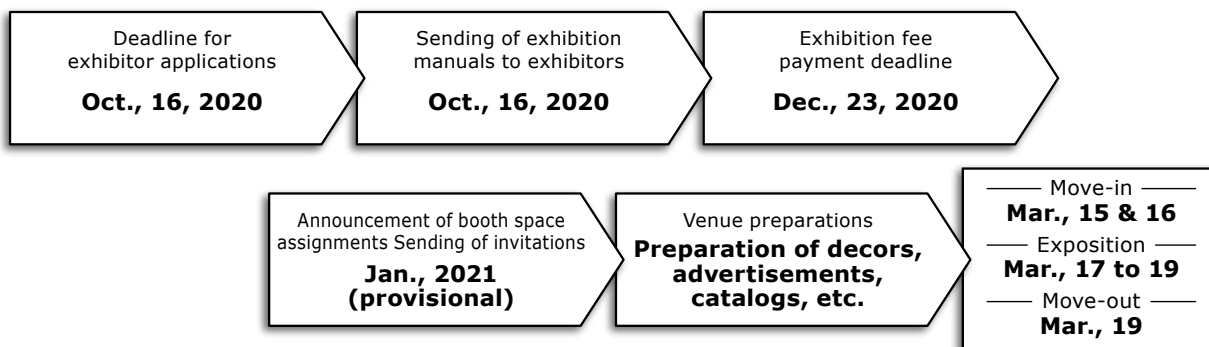 Deadline for
exhibitor applications
Oct., 16, 2020
Sending of exhibition
manuals to exhibitors
Oct., 16, 2020
Exhibition fee
payment deadline
Dec., 23, 2020
Announcement of booth space
assignments Sending of invitations
Jan., 2021
(provisional)
Venue preparations
Preparation of decors,
advertisements,
catalogs, etc.
Move-in
Mar., 15 & 16
Exposition
Mar., 17 to 19
Move-out
Mar., 19